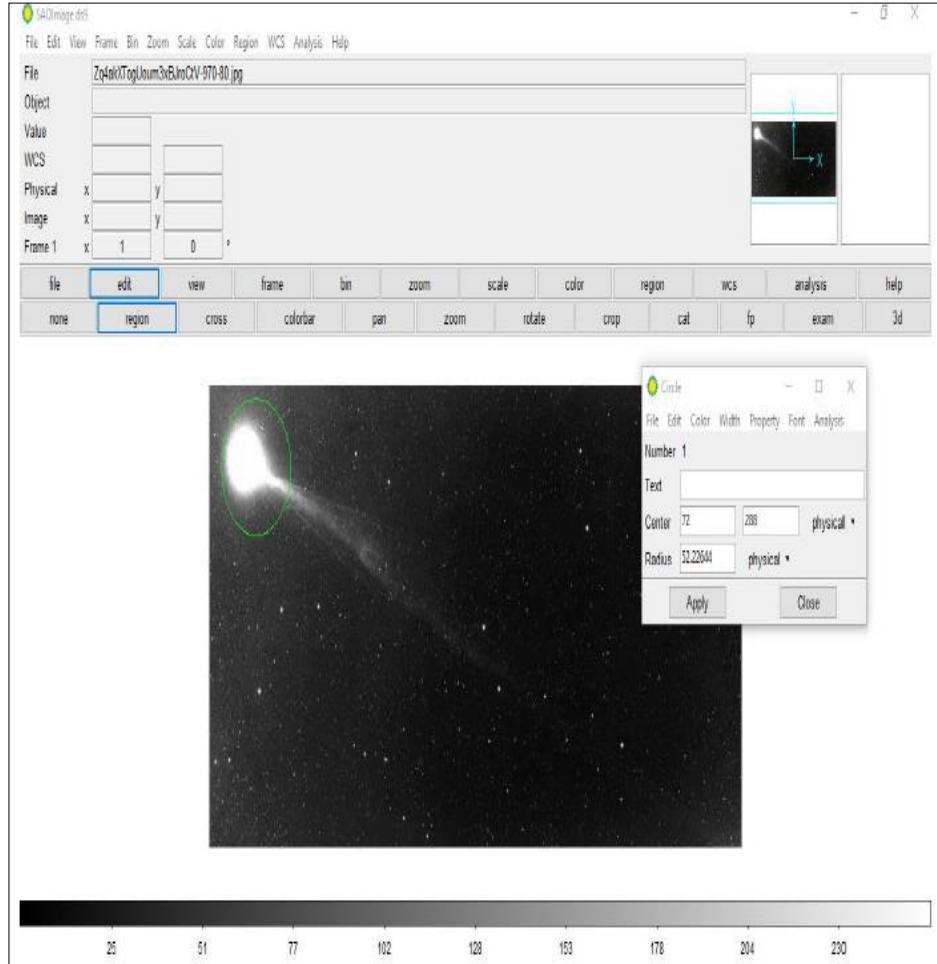 SAOImage ds9
File Edit View Frame Bin Zoom Scale Color Region WCS Analysis Help
File
Object
Value
WCS
Physical x y
Image x y
Frame 1 x 1 0 °
Y
X
file edit view frame bin zoom scale color region wcs analysis help
none region cross colorbar pan zoom rotate crop cat fp exam 3d
Circle
File Edit Color Width Property Font Analysis
Number 1
Text
Center 72 288 physical
Radius 52.22644 physical
Apply Close
25 51 77 102 128 153 178 204 230